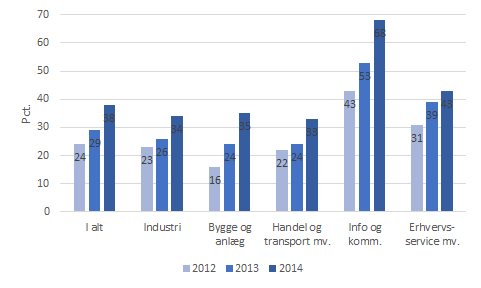 70
60
50
40
30
20
10
0
Pct.
24 29 38
23 26 34
16 24 35
22 24 33
43 53 68
31 39 43
I alt
Industri
Bygge og
anlæg
Handel og
transport mv.
Info og
komm.
Erhvervs-
service mv.
2012 2013 2014